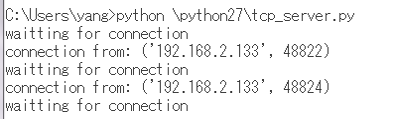 C:\Users\yang>python \python27\tcp_server.py
waitting for connection
connection from: ('192.168.2.133', 48822)
waitting for connection
connection from: ('192.168.2.133', 48824)
waitting for connection